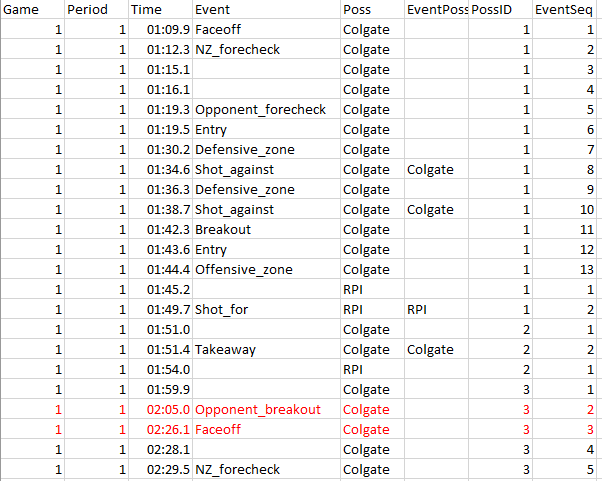 Game Period Time Event Poss EventPoss PossID EventSeq
1 1 01:09.9 Faceoff Colgate 1 1
1 1 01:12.3 NZ_forecheck Colgate 1 2
1 1 01:15.1 Colgate 1 3
1 1 01:16.1 Colgate 1 4
1 1 01:19.3 Opponent_forecheck Colgate 1 5
1 1 01:19.5 Entry Colgate 1 6
1 1 01:30.2 Defensive_zone Colgate 1 7
1 1 01:34.6 Shot_against Colgate Colgate 1 8
1 1 01:36.3 Defensive_zone Colgate 1 9
1 1 01:38.7 Shot_against Colgate Colgate 1 10
1 1 01:42.3 Breakout Colgate 1 11
1 1 01:43.6 Entry Colgate 1 12
1 1 01:44.4 Offensive_zone Colgate 1 13
1 1 01:45.2 RPI 1 1
1 1 01:49.7 Shot_for RPI RPI 1 2
1 1 01:51.0 Colgate 2 1
1 1 01:51.4 Takeaway Colgate Colgate 2 2
1 1 01:54.0 RPI 2 1
1 1 01:59.9 Colgate 3 1
1 1 02:05.0 Opponent_breakout Colgate 3 2
1 1 02:26.1 Faceoff Colgate 3 3
1 1 02:28.1 Colgate 3 4
1 1 02:29.5 NZ_forecheck Colgate 3 5